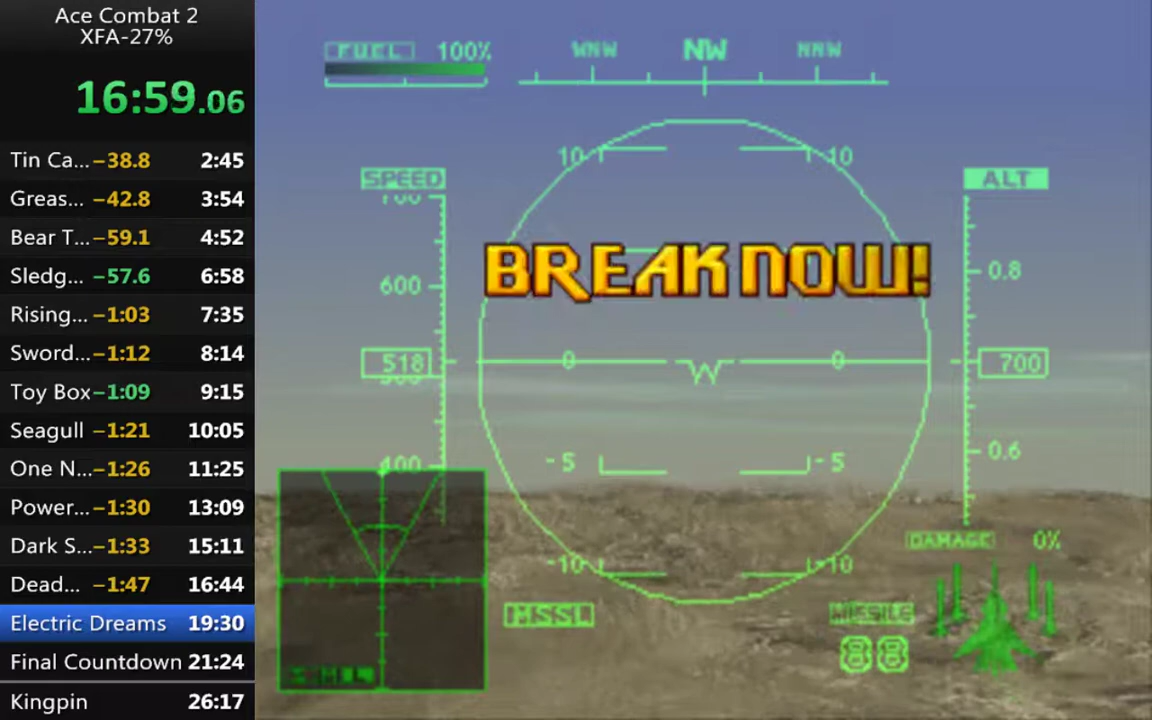 Ace Combat 2
XFA-27%
16:59.06
Tin Ca... −38.8 2:45
Greas... −42.8 3:54
Bear T... −59.1 4:52
Sledg... −57.6 6:58
Rising... −1:03 7:35
Sword... −1:12 8:14
Toy Box −1:09 9:15
Seagull −1:21 10:05
One N... −1:26 11:25
Power... −1:30 13:09
Dark S... −1:33 15:11
Dead... −1:47 16:44
Electric Dreams 19:30
Final Countdown 21:24
Kingpin 26:17
FUEL 100%
WNW NW NNW
10 10
SPEED ALT
700
BREAK NOW!
600 0.8
518 0 0 700
500
-5 -5
400 0.6
DAMAGE 0%
-10 -10
MSSL MISSILE
88